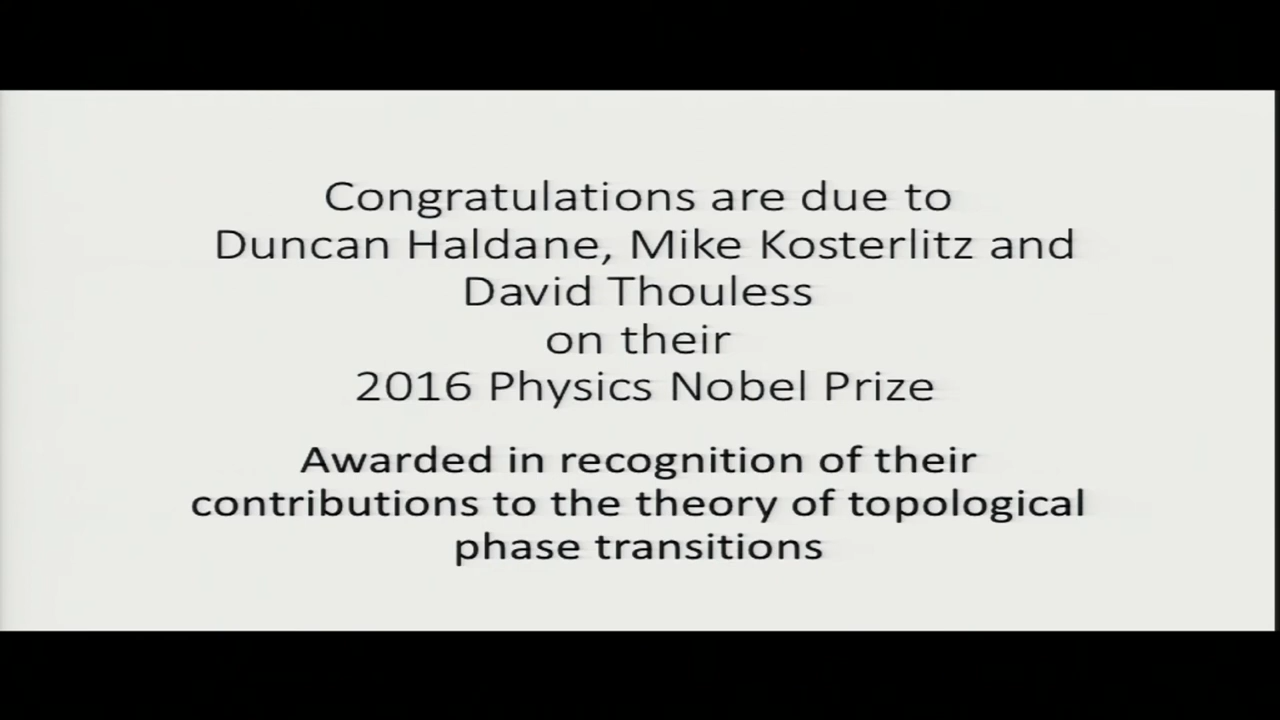 Congratulations are due to
Duncan Haldane, Mike Kosterlitz and
David Thouless
on their
2016 Physics Nobel Prize
Awarded in recognition of their
contributions to the theory of topological
phase transitions